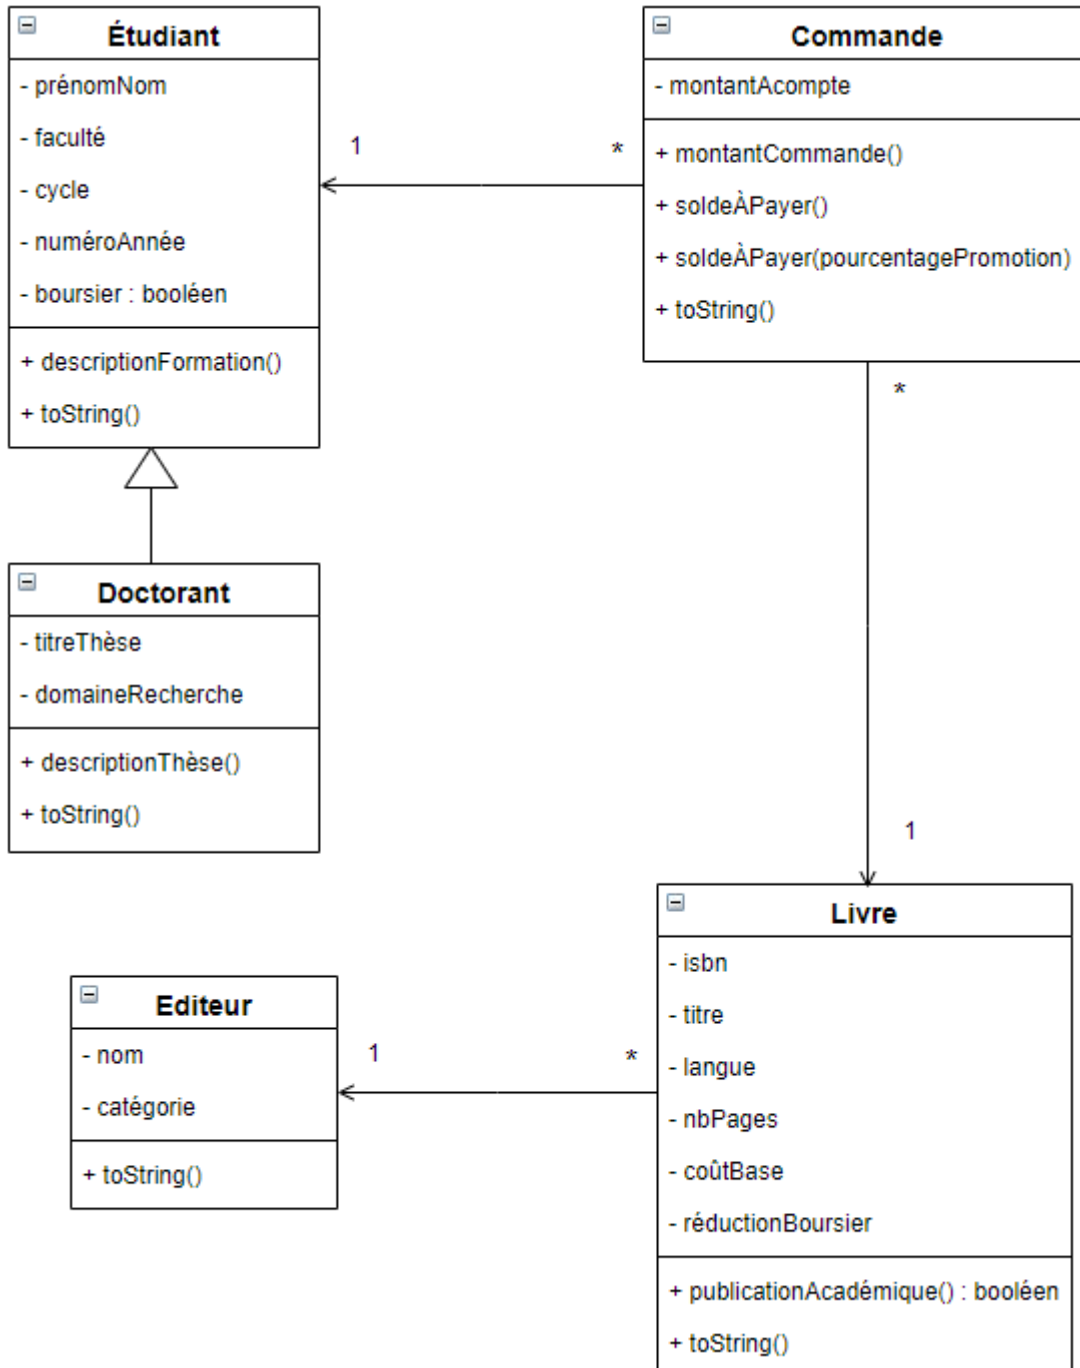 Étudiant
- prénomNom
- faculté
- cycle
- numéroAnnée
- boursier : booléen
+ descriptionFormation()
+ toString()
1
*
Commande
- montantAcompte
+ montantCommande()
+ soldeÀPayer()
+ soldeÀPayer(pourcentagePromotion)
+ toString()
*
1
Doctorant
- titreThèse
- domaineRecherche
+ descriptionThèse()
+ toString()
Editeur
- nom
- catégorie
+ toString()
1
*
Livre
- isbn
- titre
- langue
- nbPages
- coûtBase
- réductionBoursier
+ publicationAcadémique() : booléen
+ toString()